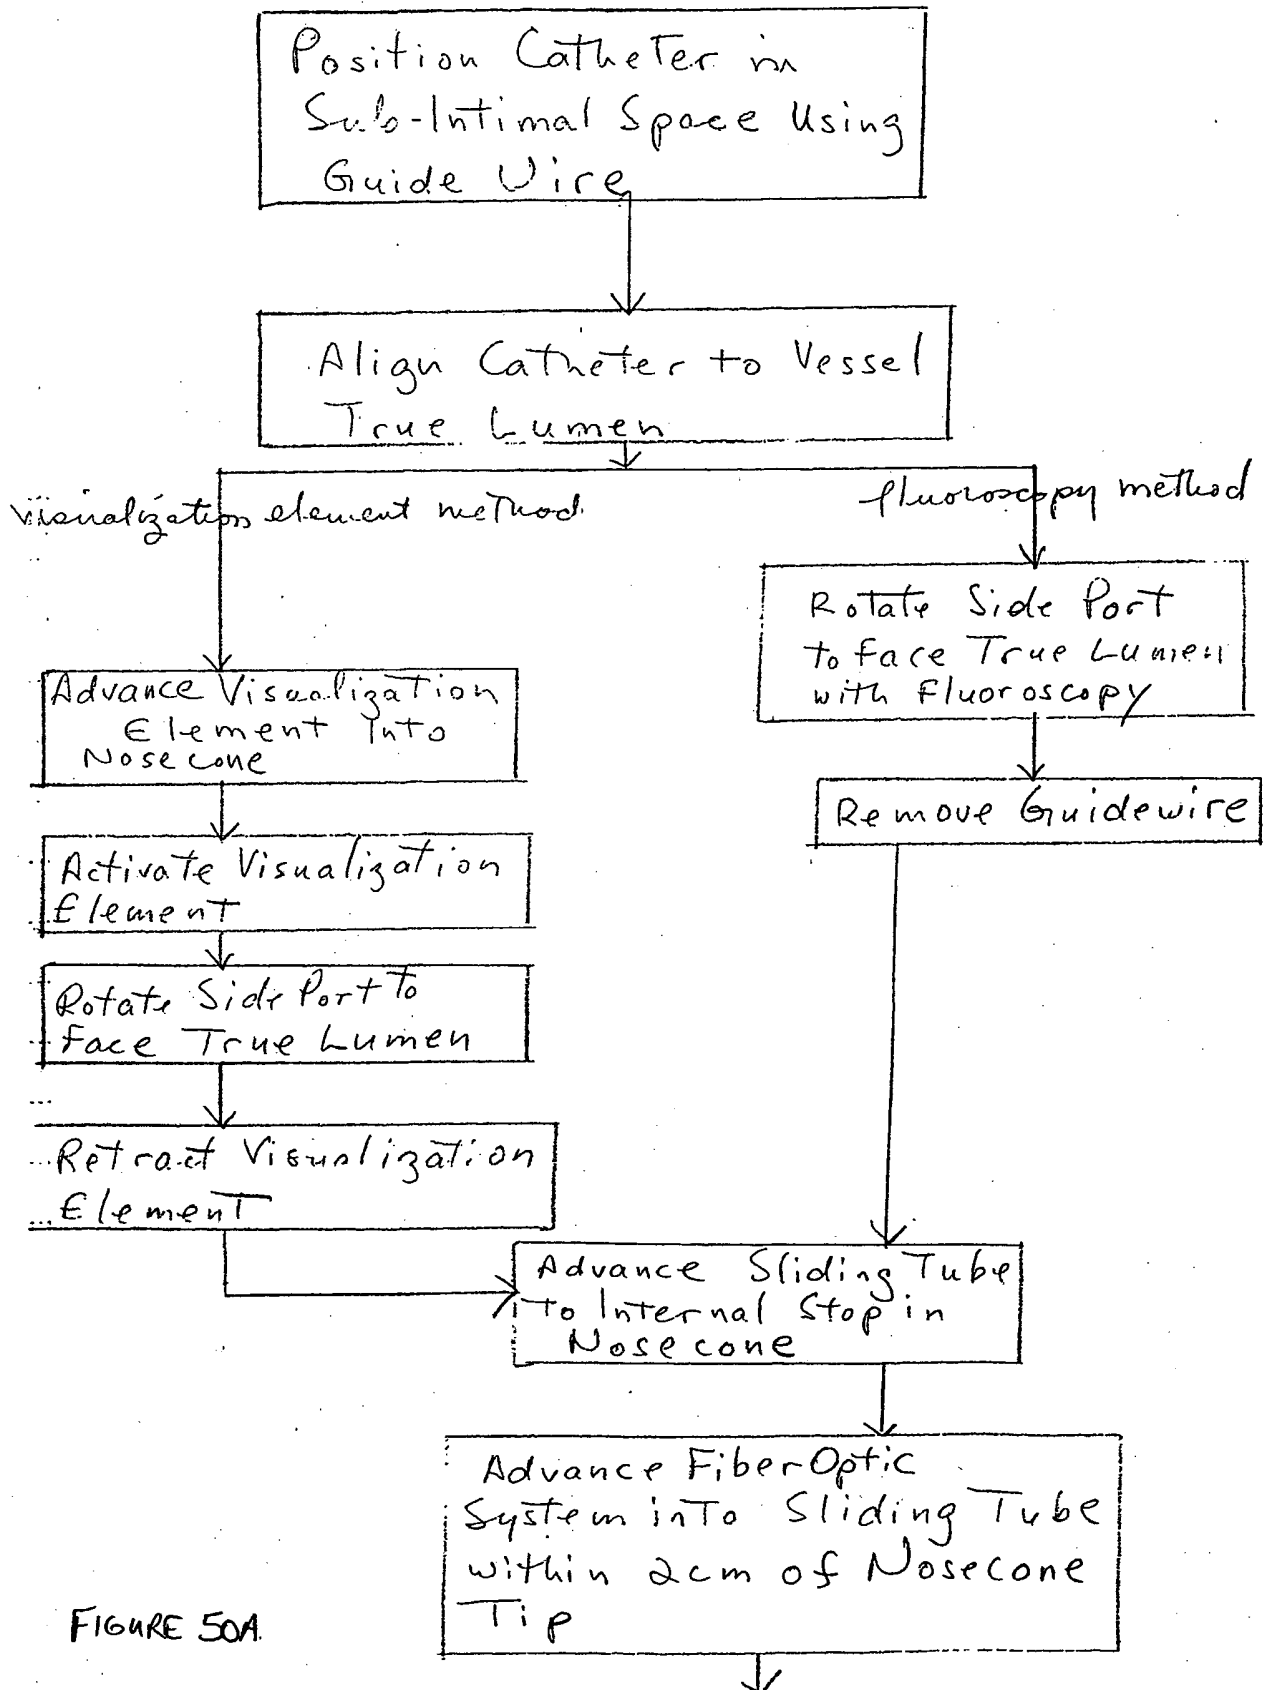 Position Catheter in
Sub-Intimal Space Using
Guide Wire
Align Catheter to Vessel
True Lumen
visualization element method
fluoroscopy method
Rotate Side Port
to Face True Lumen
with Fluoroscopy
Advance Visualization
Element into
Nosecone
Remove Guidewire
Activate Visualization
Element
Rotate Side Port to
Face True Lumen
Retract Visualization
Element
Advance Sliding Tube
to Internal Stop in
Nosecone
Advance Fiber Optic
System into Sliding Tube
within 2cm of Nosecone
Tip
FIGURE 50A